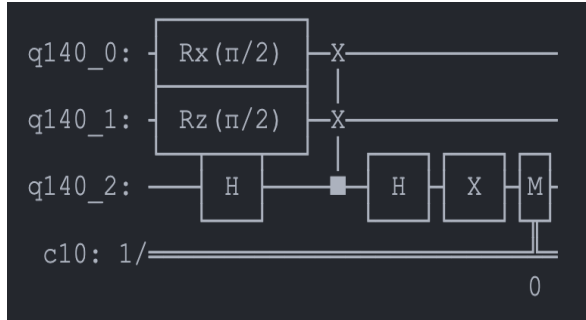 q140_0: Rx(π/2) X
q140_1: Rz(π/2) X
q140_2: H H X M
c10: 1/
0